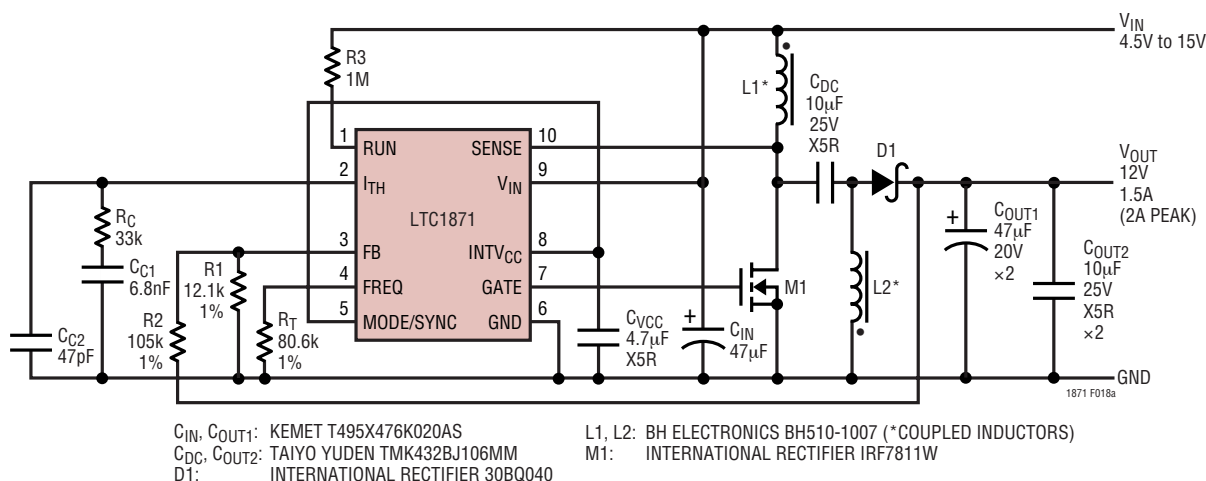 VIN
4.5V to 15V
R3
1M
L1*
CDC
10µF
25V
X5R
D1
VOUT
12V
1.5A
(2A PEAK)
1
RUN
SENSE
10
2
ITH
VIN
9
LTC1871
3
FB
INTVCC
8
4
FREQ
GATE
7
5
MODE/SYNC
GND
6
RC
33k
CC1
6.8nF
CC2
47pF
R1
12.1k
1%
R2
105k
1%
RT
80.6k
1%
CVCC
4.7µF
X5R
+
CIN
47µF
M1
L2*
+
COUT1
47µF
20V
×2
COUT2
10µF
25V
X5R
×2
GND
1871 F018a
CIN, COUT1: KEMET T495X476K020AS
CDC, COUT2: TAIYO YUDEN TMK432BJ106MM
D1: INTERNATIONAL RECTIFIER 30BQ040
L1, L2: BH ELECTRONICS BH510-1007 (*COUPLED INDUCTORS)
M1: INTERNATIONAL RECTIFIER IRF7811W